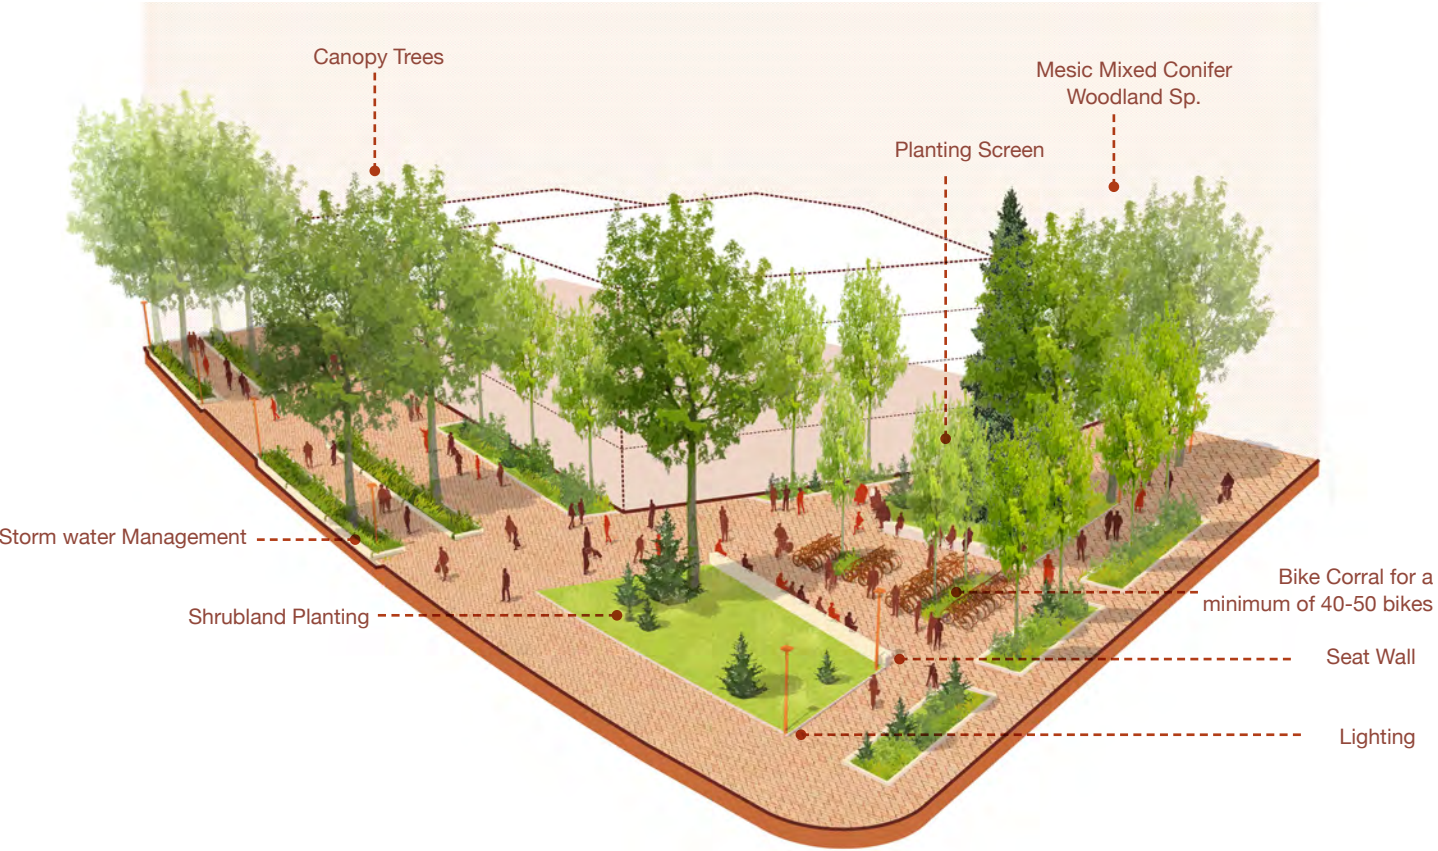 Canopy Trees
Mesic Mixed Conifer
Woodland Sp.
Planting Screen
Storm water Management
Shrubland Planting
Bike Corral for a
minimum of 40-50 bikes
Seat Wall
Lighting